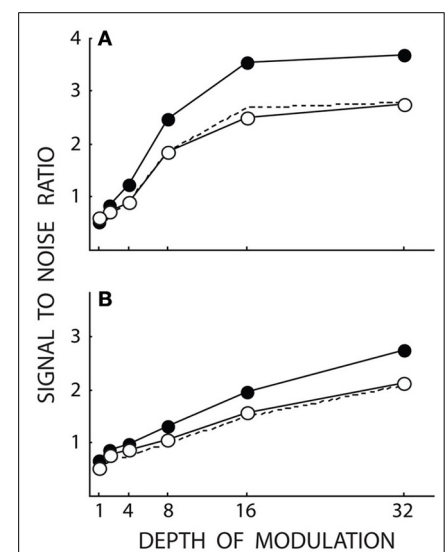 A
4
3
2
1
B
3
2
1
SIGNAL TO NOISE RATIO
1 4 8 16 32
DEPTH OF MODULATION